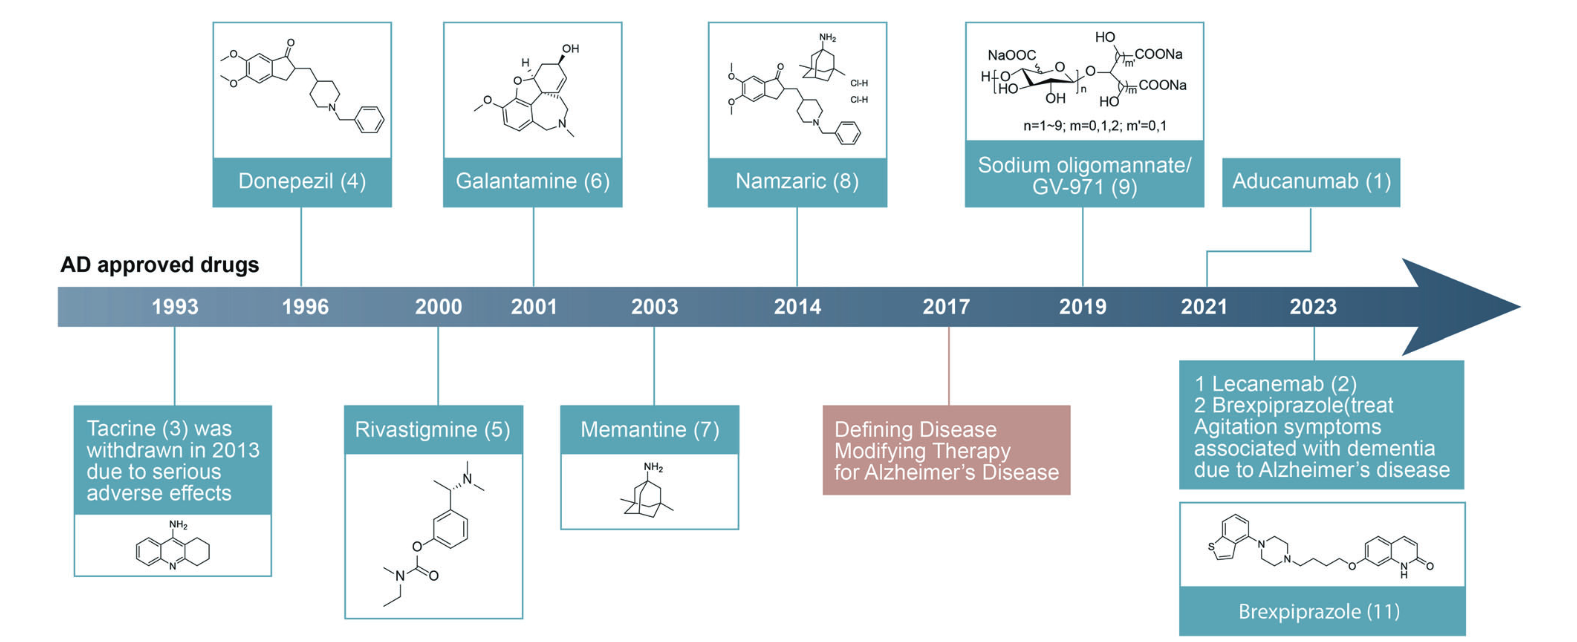 O
O
O
N
Donepezil (4)
OH
H
O
O
N
Galantamine (6)
NH2
O
O
O
Cl-H
Cl-H
N
Namzaric (8)
HO
NaOOC
COONa
m'
H
O
O
O
n
HO
OH
m
COONa
HO
n=1~9; m=0,1,2; m'=0,1
Sodium oligomannate/
GV-971 (9)
Aducanumab (1)
AD approved drugs
1993 1996 2000 2001 2003 2014 2017 2019 2021 2023
Tacrine (3) was
withdrawn in 2013
due to serious
adverse effects
NH2
N
Rivastigmine (5)
N
O
N
O
Memantine (7)
NH2
Defining Disease
Modifying Therapy
for Alzheimer's Disease
1 Lecanemab (2)
2 Brexpiprazole(treat
Agitation symptoms
associated with dementia
due to Alzheimer's disease
S
N
N
O
N
H
O
Brexpiprazole (11)